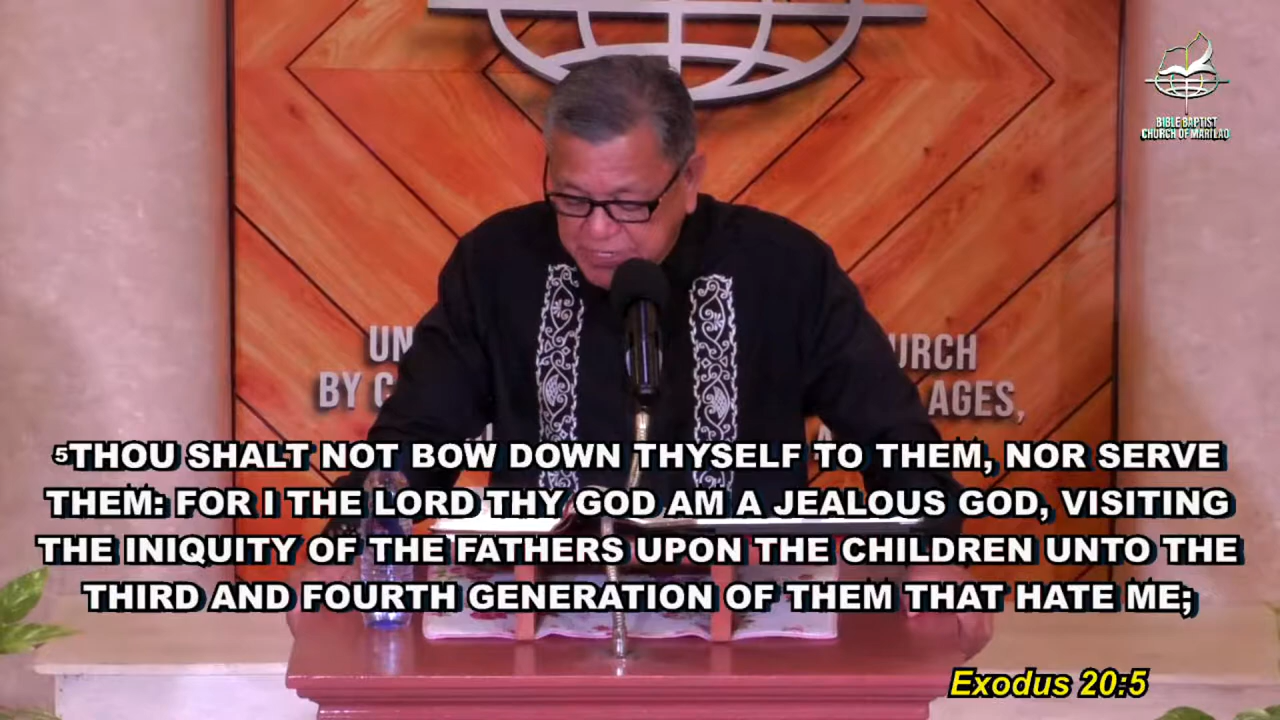 BIBLE BAPTIST
CHURCH OF MARILAO
URCH
BY
AGES,
⁵THOU SHALT NOT BOW DOWN THYSELF TO THEM, NOR SERVE
THEM: FOR I THE LORD THY GOD AM A JEALOUS GOD, VISITING
THE INIQUITY OF THE FATHERS UPON THE CHILDREN UNTO THE
THIRD AND FOURTH GENERATION OF THEM THAT HATE ME;
Exodus 20:5